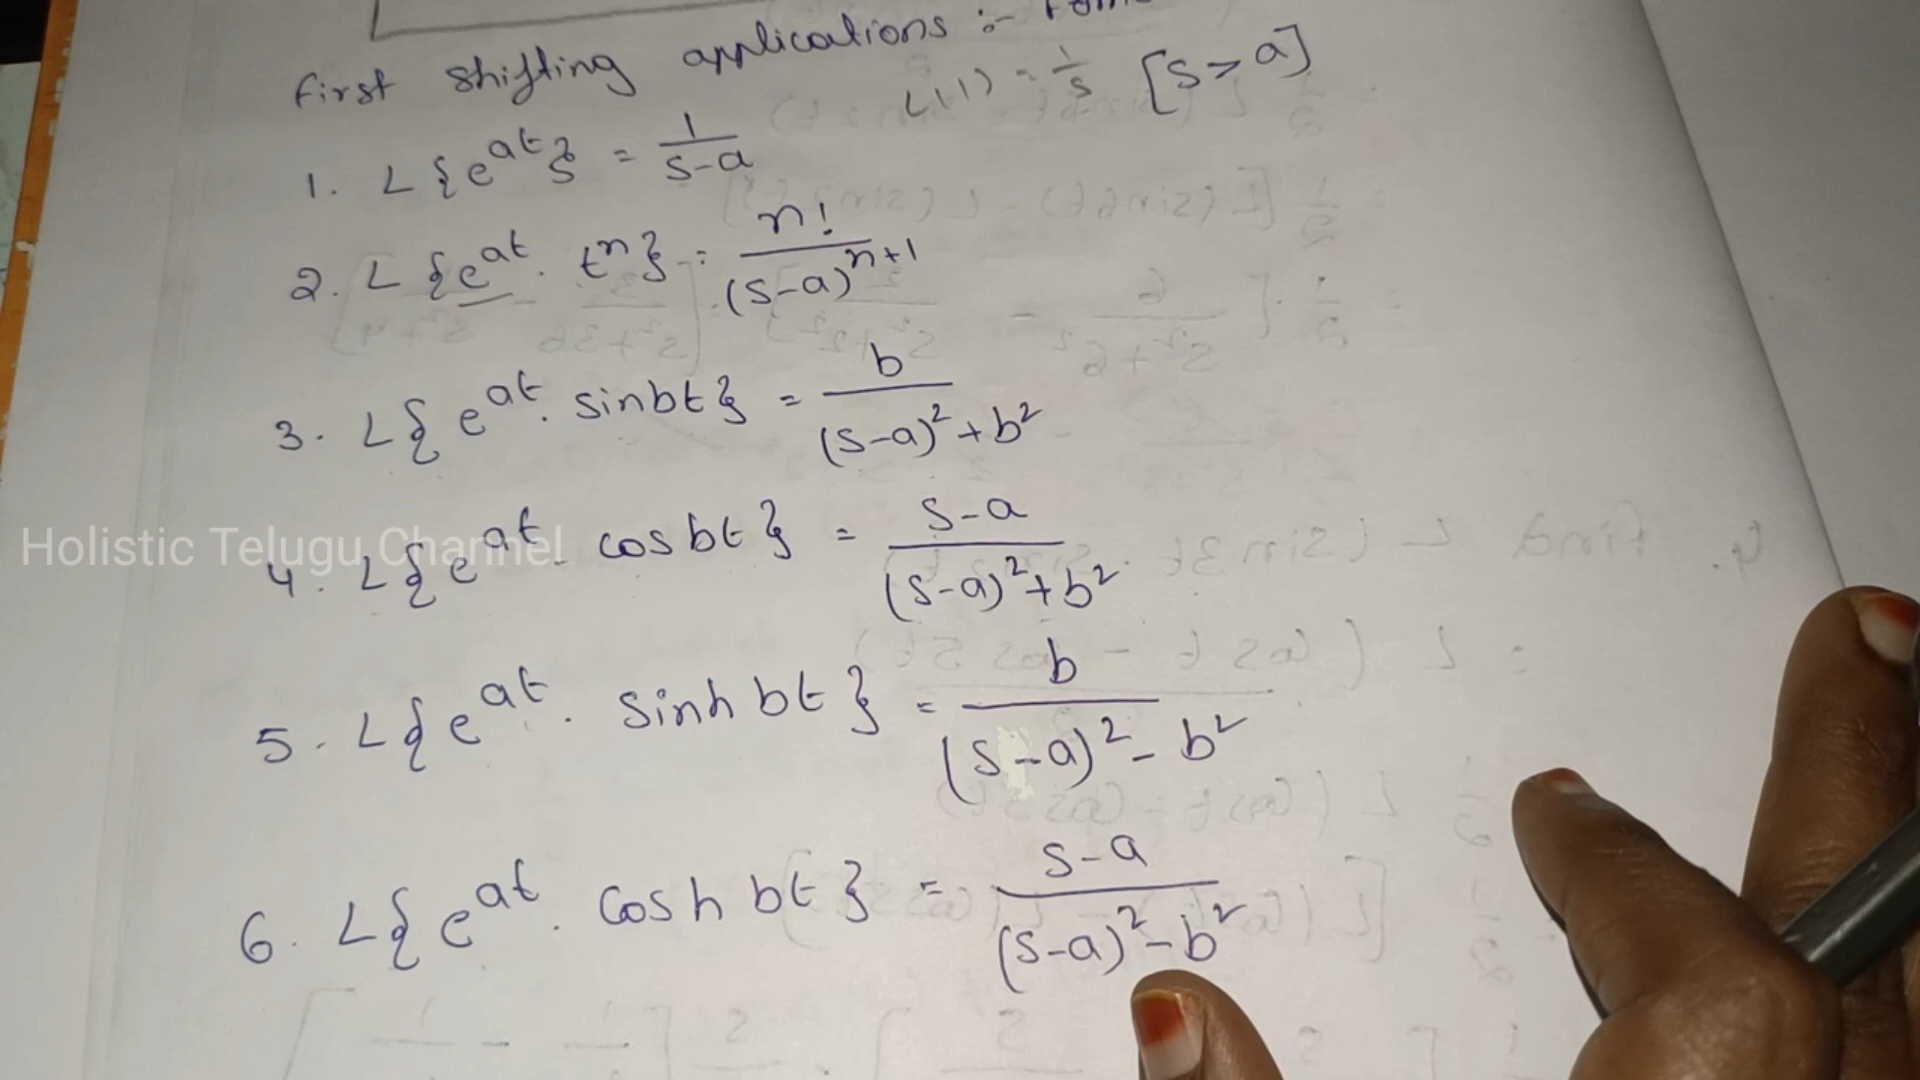 First shifting applications :-
L(1) = 1/s [s > a]
1. L{e^at} = 1/(s-a)
2. L{e^at. t^n} = n!/(s-a)^n+1
3. L{e^at. sinbt} = b/((s-a)^2+b^2)
4. L{e^at. cosbt} = (s-a)/((s-a)^2+b^2)
5. L{e^at. sinh bt} = b/((s-a)^2-b^2)
6. L{e^at. cosh bt} = (s-a)/((s-a)^2-b^2)
Holistic Telugu Channel